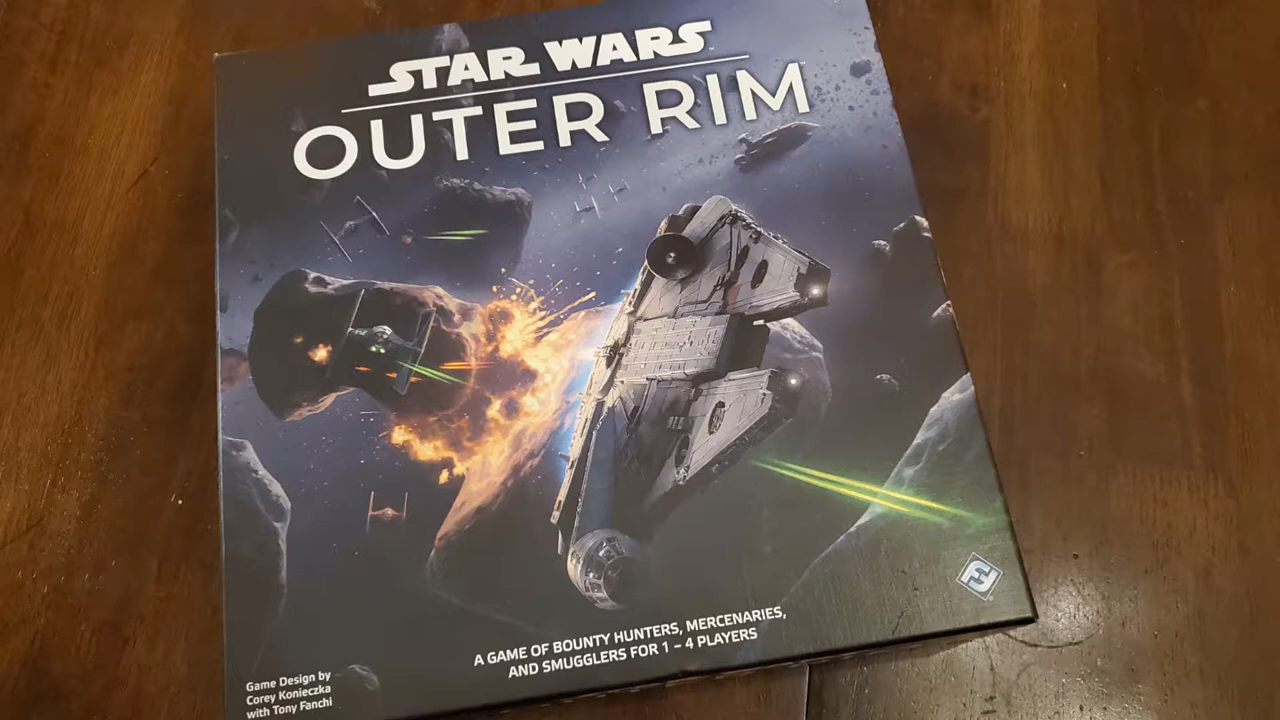 STAR WARS
OUTER RIM
A GAME OF BOUNTY HUNTERS, MERCENARIES,
AND SMUGGLERS FOR 1 – 4 PLAYERS
Game Design by
Corey Konieczka
with Tony Fanchi